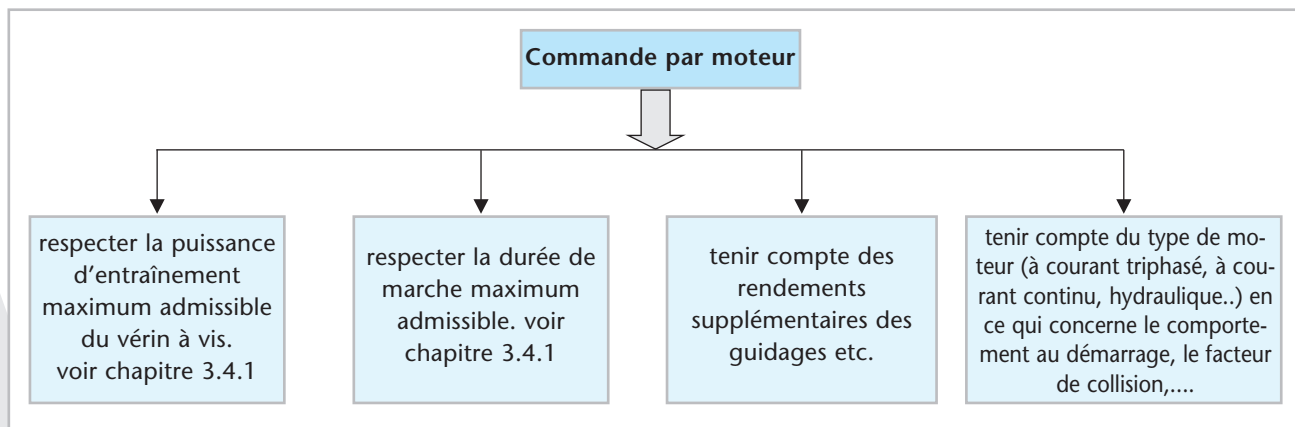 Commande par moteur
respecter la puissance
d'entraînement
maximum admissible
du vérin à vis.
voir chapitre 3.4.1
respecter la durée de
marche maximum
admissible. voir
chapitre 3.4.1
tenir compte des
rendements
supplémentaires des
guidages etc.
tenir compte du type de mo-
teur (à courant triphasé, à cou-
rant continu, hydraulique..) en
ce qui concerne le comporte-
ment au démarrage, le facteur
de collision,....